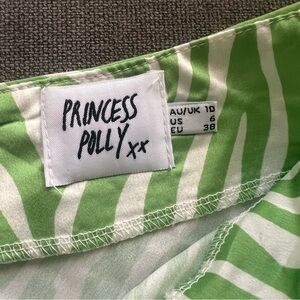 PRINCESS
POLLY xx
AU/UK 10
US 6
EU 38